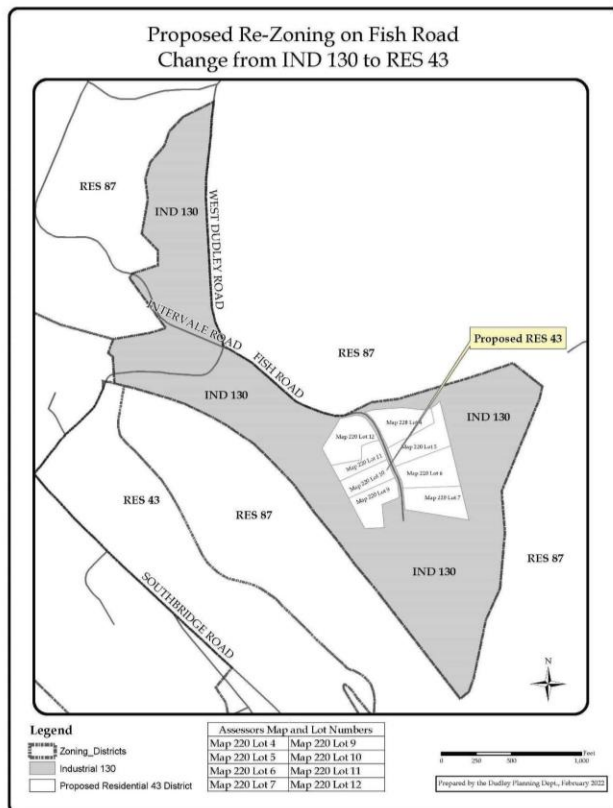 Proposed Re-Zoning on Fish Road
Change from IND 130 to RES 43
RES 87
IND 130
WEST DUDLEY ROAD
INTERVALE ROAD
FISH ROAD
RES 87
Proposed RES 43
IND 130
IND 130
Map 220 Lot 12
Map 220 Lot 4
Map 220 Lot 11
Map 220 Lot 5
Map 220 Lot 10
Map 220 Lot 6
Map 220 Lot 9
Map 220 Lot 7
RES 43
RES 87
RES 87
IND 130
SOUTHBRIDGE ROAD
N
Legend
Zoning_Districts
Industrial 130
Proposed Residential 43 District
Assessors Map and Lot Numbers
Map 220 Lot 4 Map 220 Lot 9
Map 220 Lot 5 Map 220 Lot 10
Map 220 Lot 6 Map 220 Lot 11
Map 220 Lot 7 Map 220 Lot 12
Feet
0 250 500 1,000
Prepared by the Dudley Planning Dept., February 2022